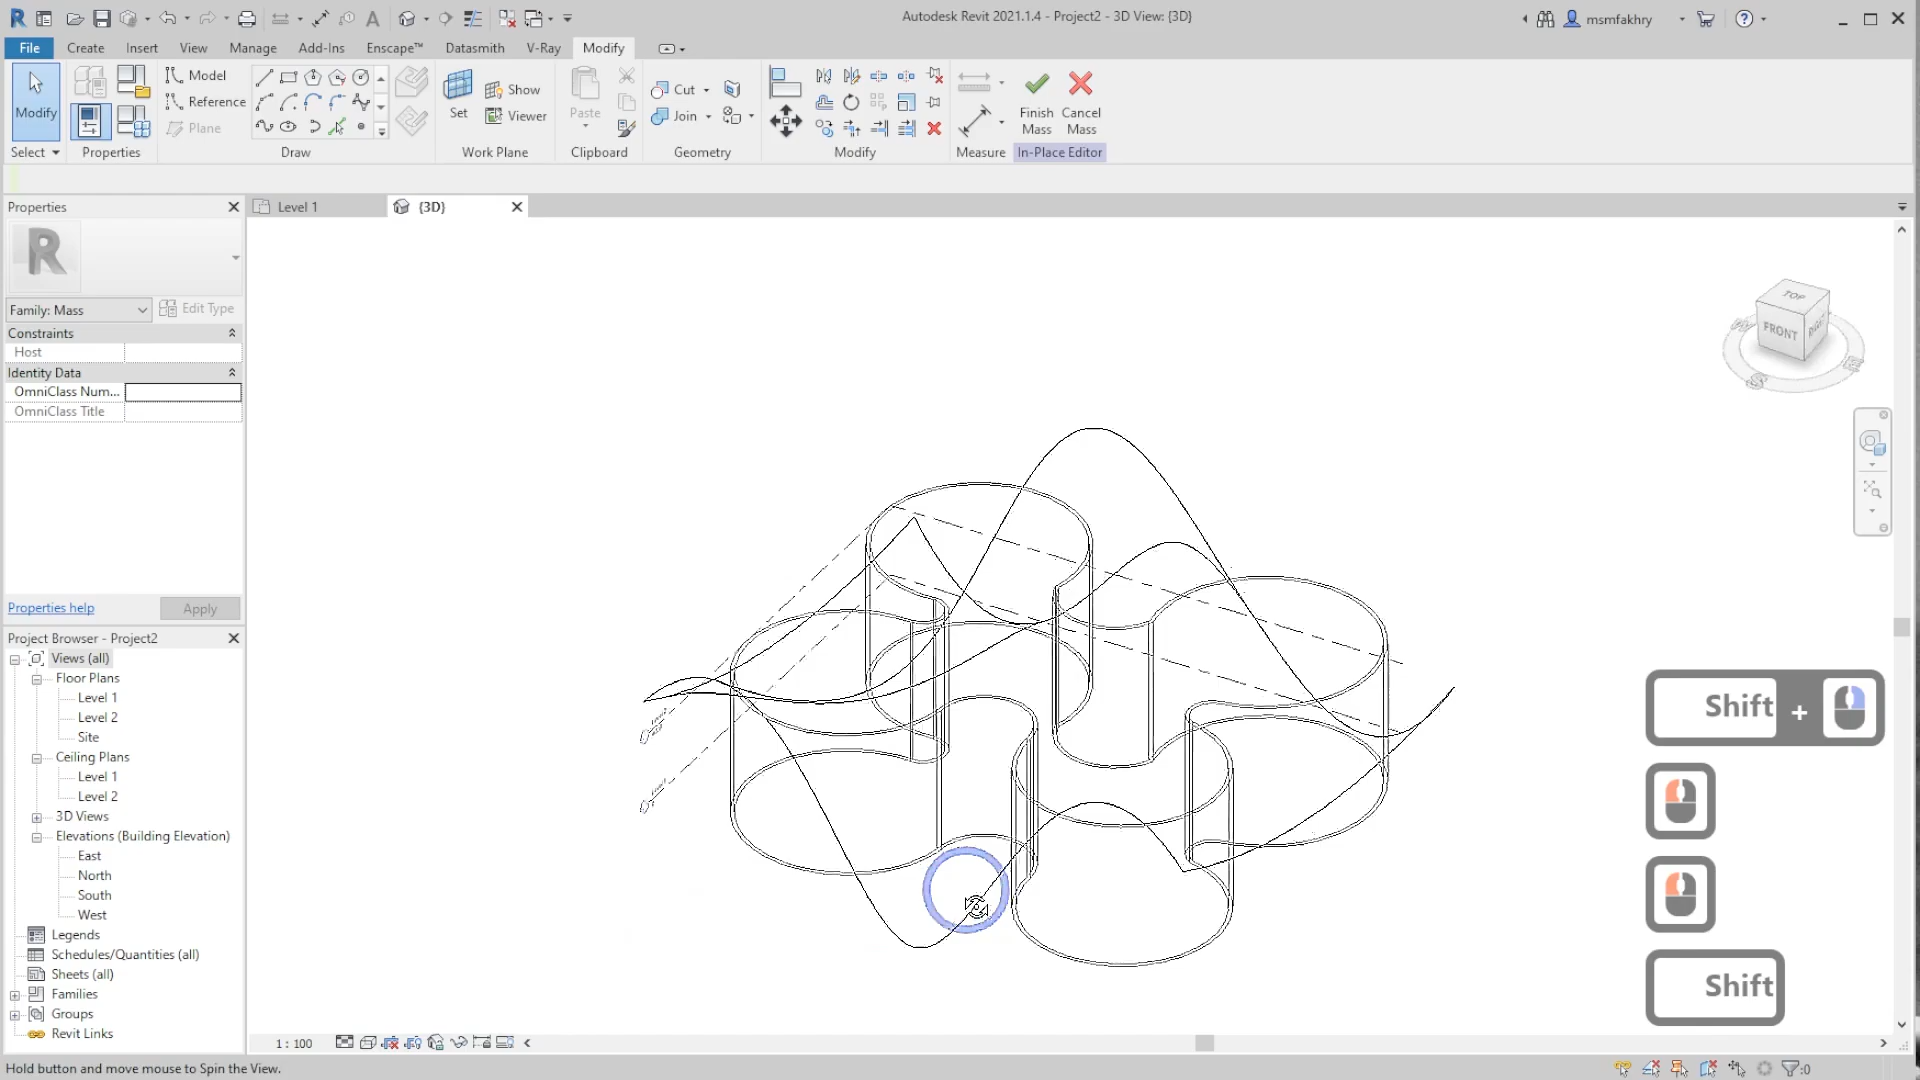 Autodesk Revit 2021.1.4 - Project2 - 3D View: {3D}
msmfakhry
File
Create
Insert
View
Manage
Add-Ins
Enscape™
Datasmith
V-Ray
Modify
Modify
Model
Reference
Plane
Set
Show
Viewer
Paste
Cut
Join
Finish Mass
Cancel Mass
Select
Properties
Draw
Work Plane
Clipboard
Geometry
Modify
Measure
In-Place Editor
Properties
Level 1
{3D}
R
Family: Mass
Edit Type
Constraints
Host
Identity Data
OmniClass Num...
OmniClass Title
Properties help
Apply
Project Browser - Project2
Views (all)
Floor Plans
Level 1
Level 2
Site
Ceiling Plans
Level 1
Level 2
3D Views
Elevations (Building Elevation)
East
North
South
West
Legends
Schedules/Quantities (all)
Sheets (all)
Families
Groups
Revit Links
TOP
FRONT
Shift +
Shift
1 : 100
Hold button and move mouse to Spin the View.
:0